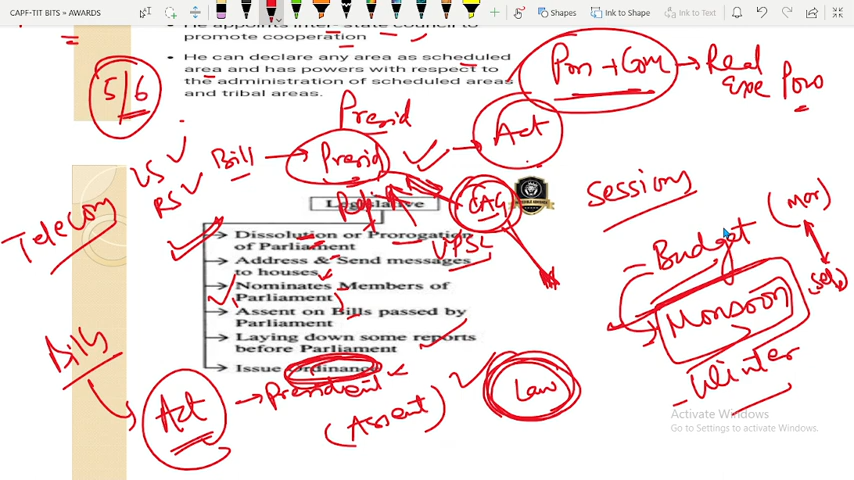 CAPF-TIT BITS = AWARDS
Shapes
Ink to Shape
Ink to Text
He appoints inter-state council to
promote cooperation
He can declare any area as scheduled
area and has powers with respect to
the administration of scheduled areas
and tribal areas.
5/6
Pm + Com → Real
Exe Pow
Presid
LS
RS
Bill → Presid → Act
Telecom
Legislative
CAG
UPSC
Dissolution or Prorogation
of Parliament
Address & Send messages
to houses
Nominates Members of
Parliament
Assent on Bills passed by
Parliament
Laying down some reports
before Parliament
Issue Ordinance
Sessions
- Budget (Mar)
Monsoon
- Winter
Bills
Act → President
(Assent)
Law
Activate Windows
Go to Settings to activate Windows.